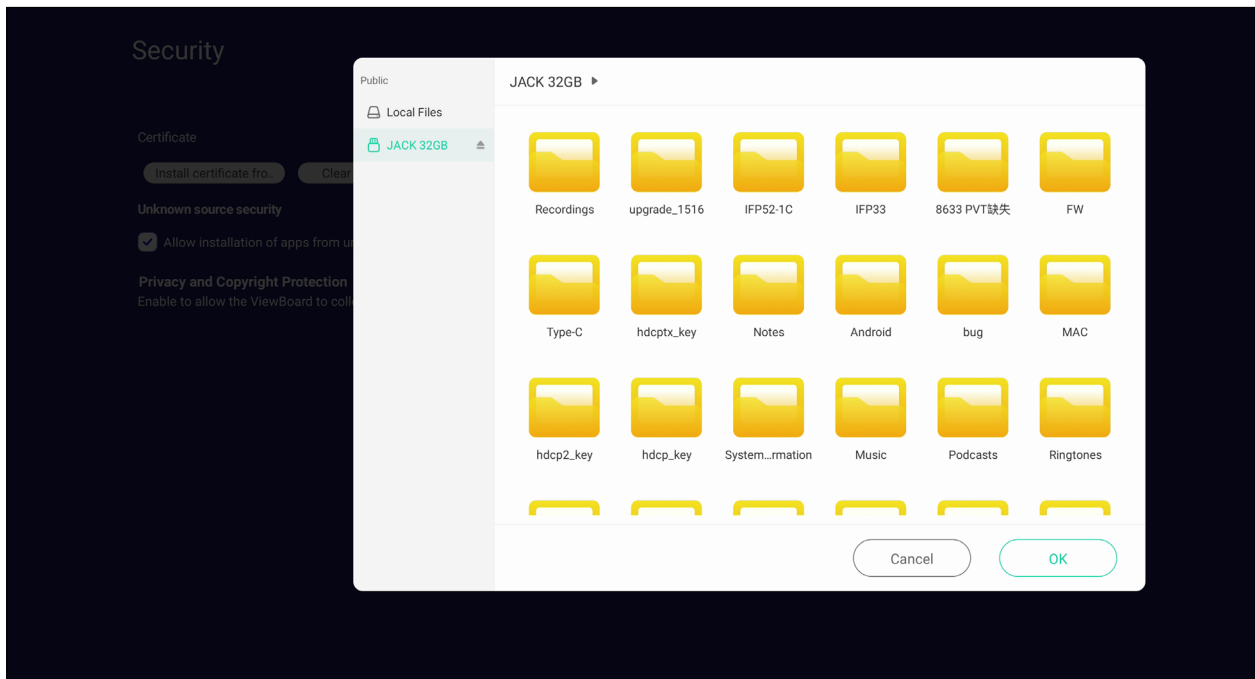 Security
Certificate
Install certificate fro..
Clear
Unknown source security
Allow installation of apps from
Privacy and Copyright Protection
Enable to allow the ViewBoard to
Public
Local Files
JACK 32GB
JACK 32GB
Recordings upgrade_1516 IFP52-1C IFP33 8633 PVT缺失 FW
Type-C hdcptx_key Notes Android bug MAC
hdcp2_key hdcp_key System...rmation Music Podcasts Ringtones
Cancel OK